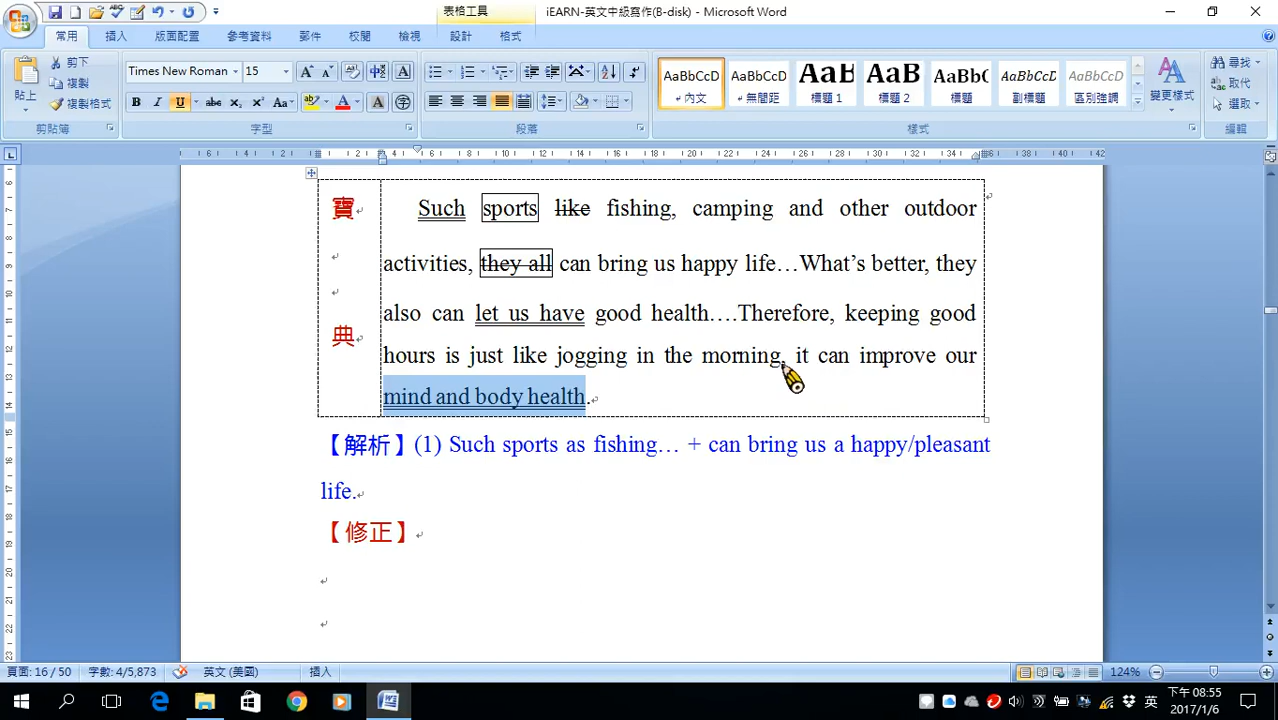 表格工具
iEARN-英文中級寫作(B-disk) - Microsoft Word
常用 插入 版面配置 參考資料 郵件 校閱 檢視 設計 格式
貼上 剪下 複製 複製格式
Times New Roman 15
AaBbCcD 內文 AaBbCcD 無間距 AaB 標題 1 AaB 標題 2 AaBb( 標題 AaBbCcD 副標題 AaBbCcD 區別強調 變更樣式
尋找 取代 選取
剪貼簿 字型 段落 樣式 編輯
寶 Such sports like fishing, camping and other outdoor
activities, they all can bring us happy life…What’s better, they
also can let us have good health….Therefore, keeping good
典
hours is just like jogging in the morning, it can improve our
mind and body health.
【解析】(1) Such sports as fishing… + can bring us a happy/pleasant
life.
【修正】
頁面: 16 / 50 字數: 4/5,873 英文 (美國) 插入 124%
英 下午 08:55
2017/1/6